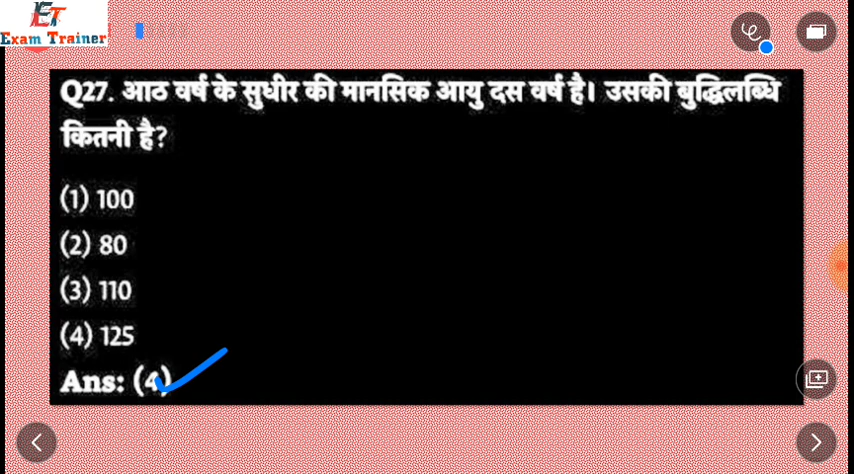 ET
Exam Trainer
Q27. आठ वर्ष के सुधीर की मानसिक आयु दस वर्ष है। उसकी बुद्धिलब्धि
कितनी है?
(1) 100
(2) 80
(3) 110
(4) 125
Ans: (4)